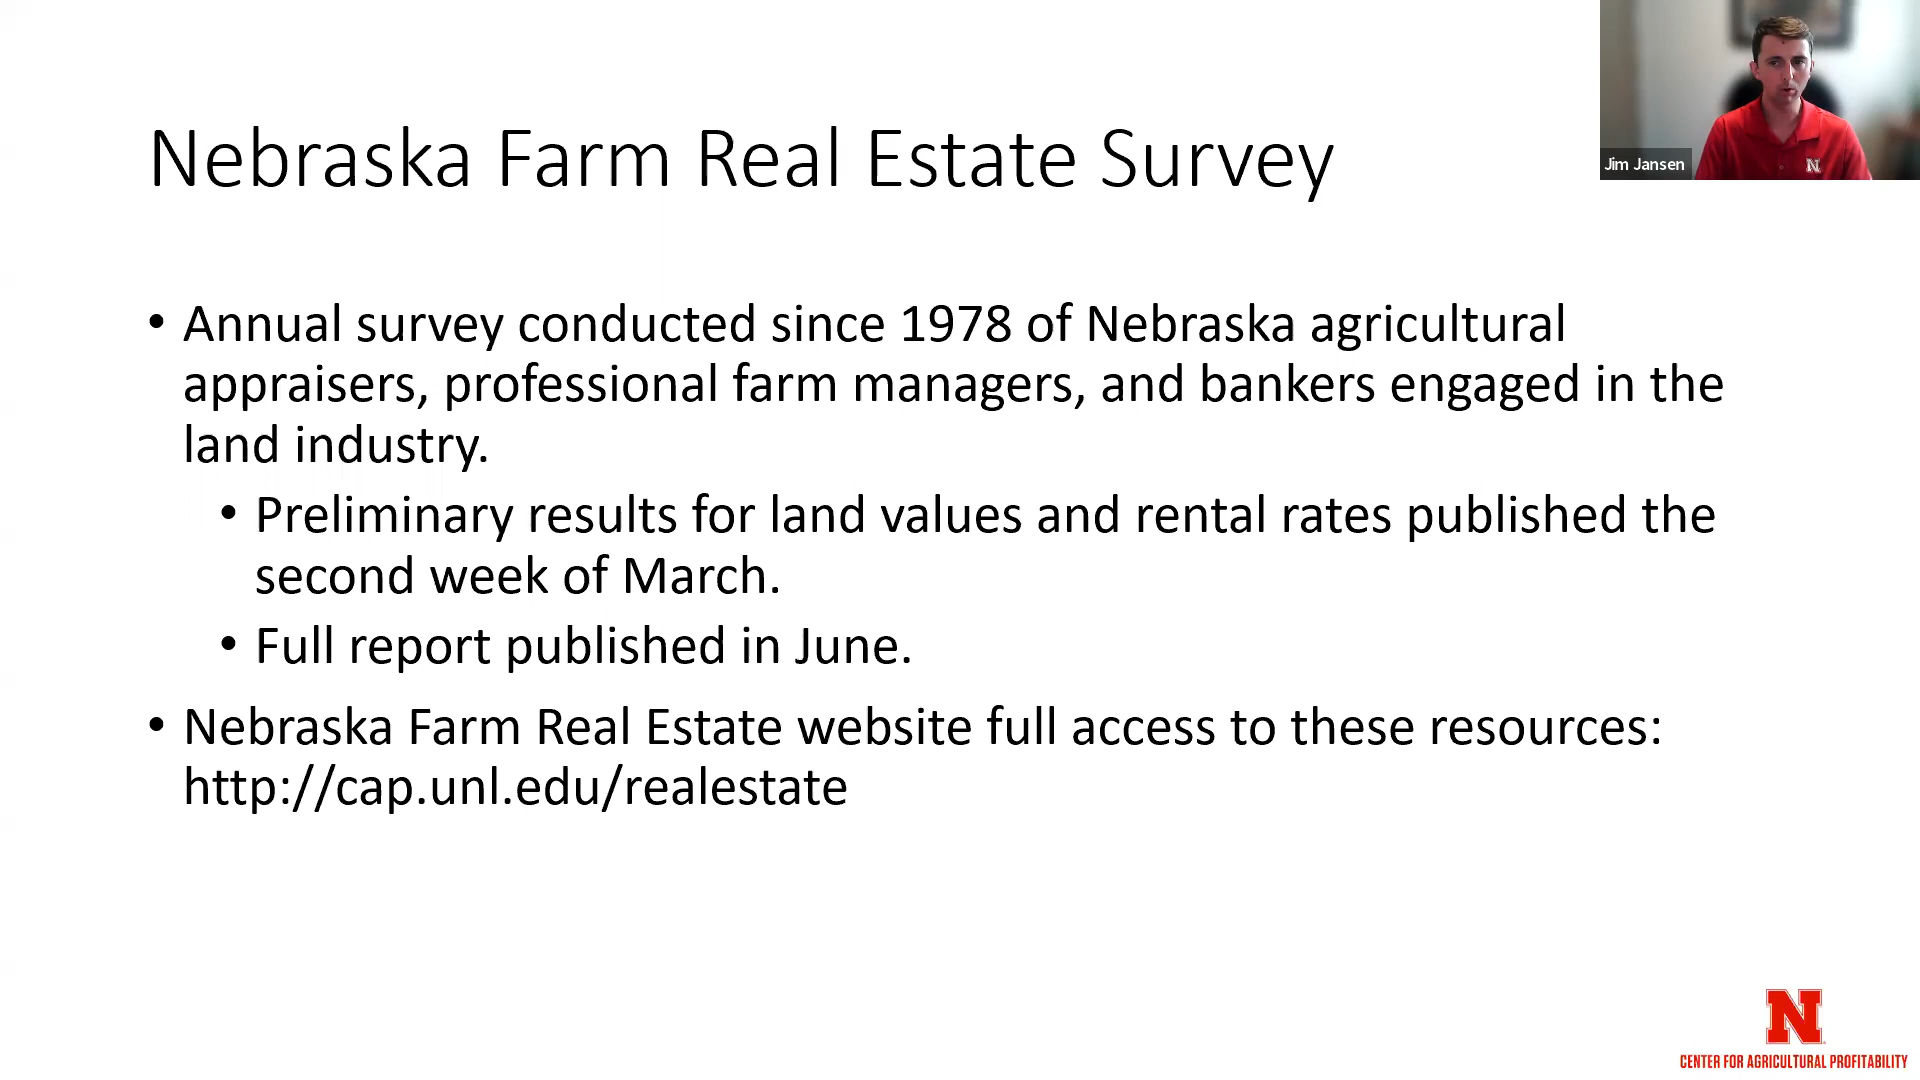 Nebraska Farm Real Estate Survey
Jim Jansen
N
• Annual survey conducted since 1978 of Nebraska agricultural
appraisers, professional farm managers, and bankers engaged in the
land industry.
• Preliminary results for land values and rental rates published the
second week of March.
• Full report published in June.
• Nebraska Farm Real Estate website full access to these resources:
http://cap.unl.edu/realestate
N
CENTER FOR AGRICULTURAL PROFITABILITY